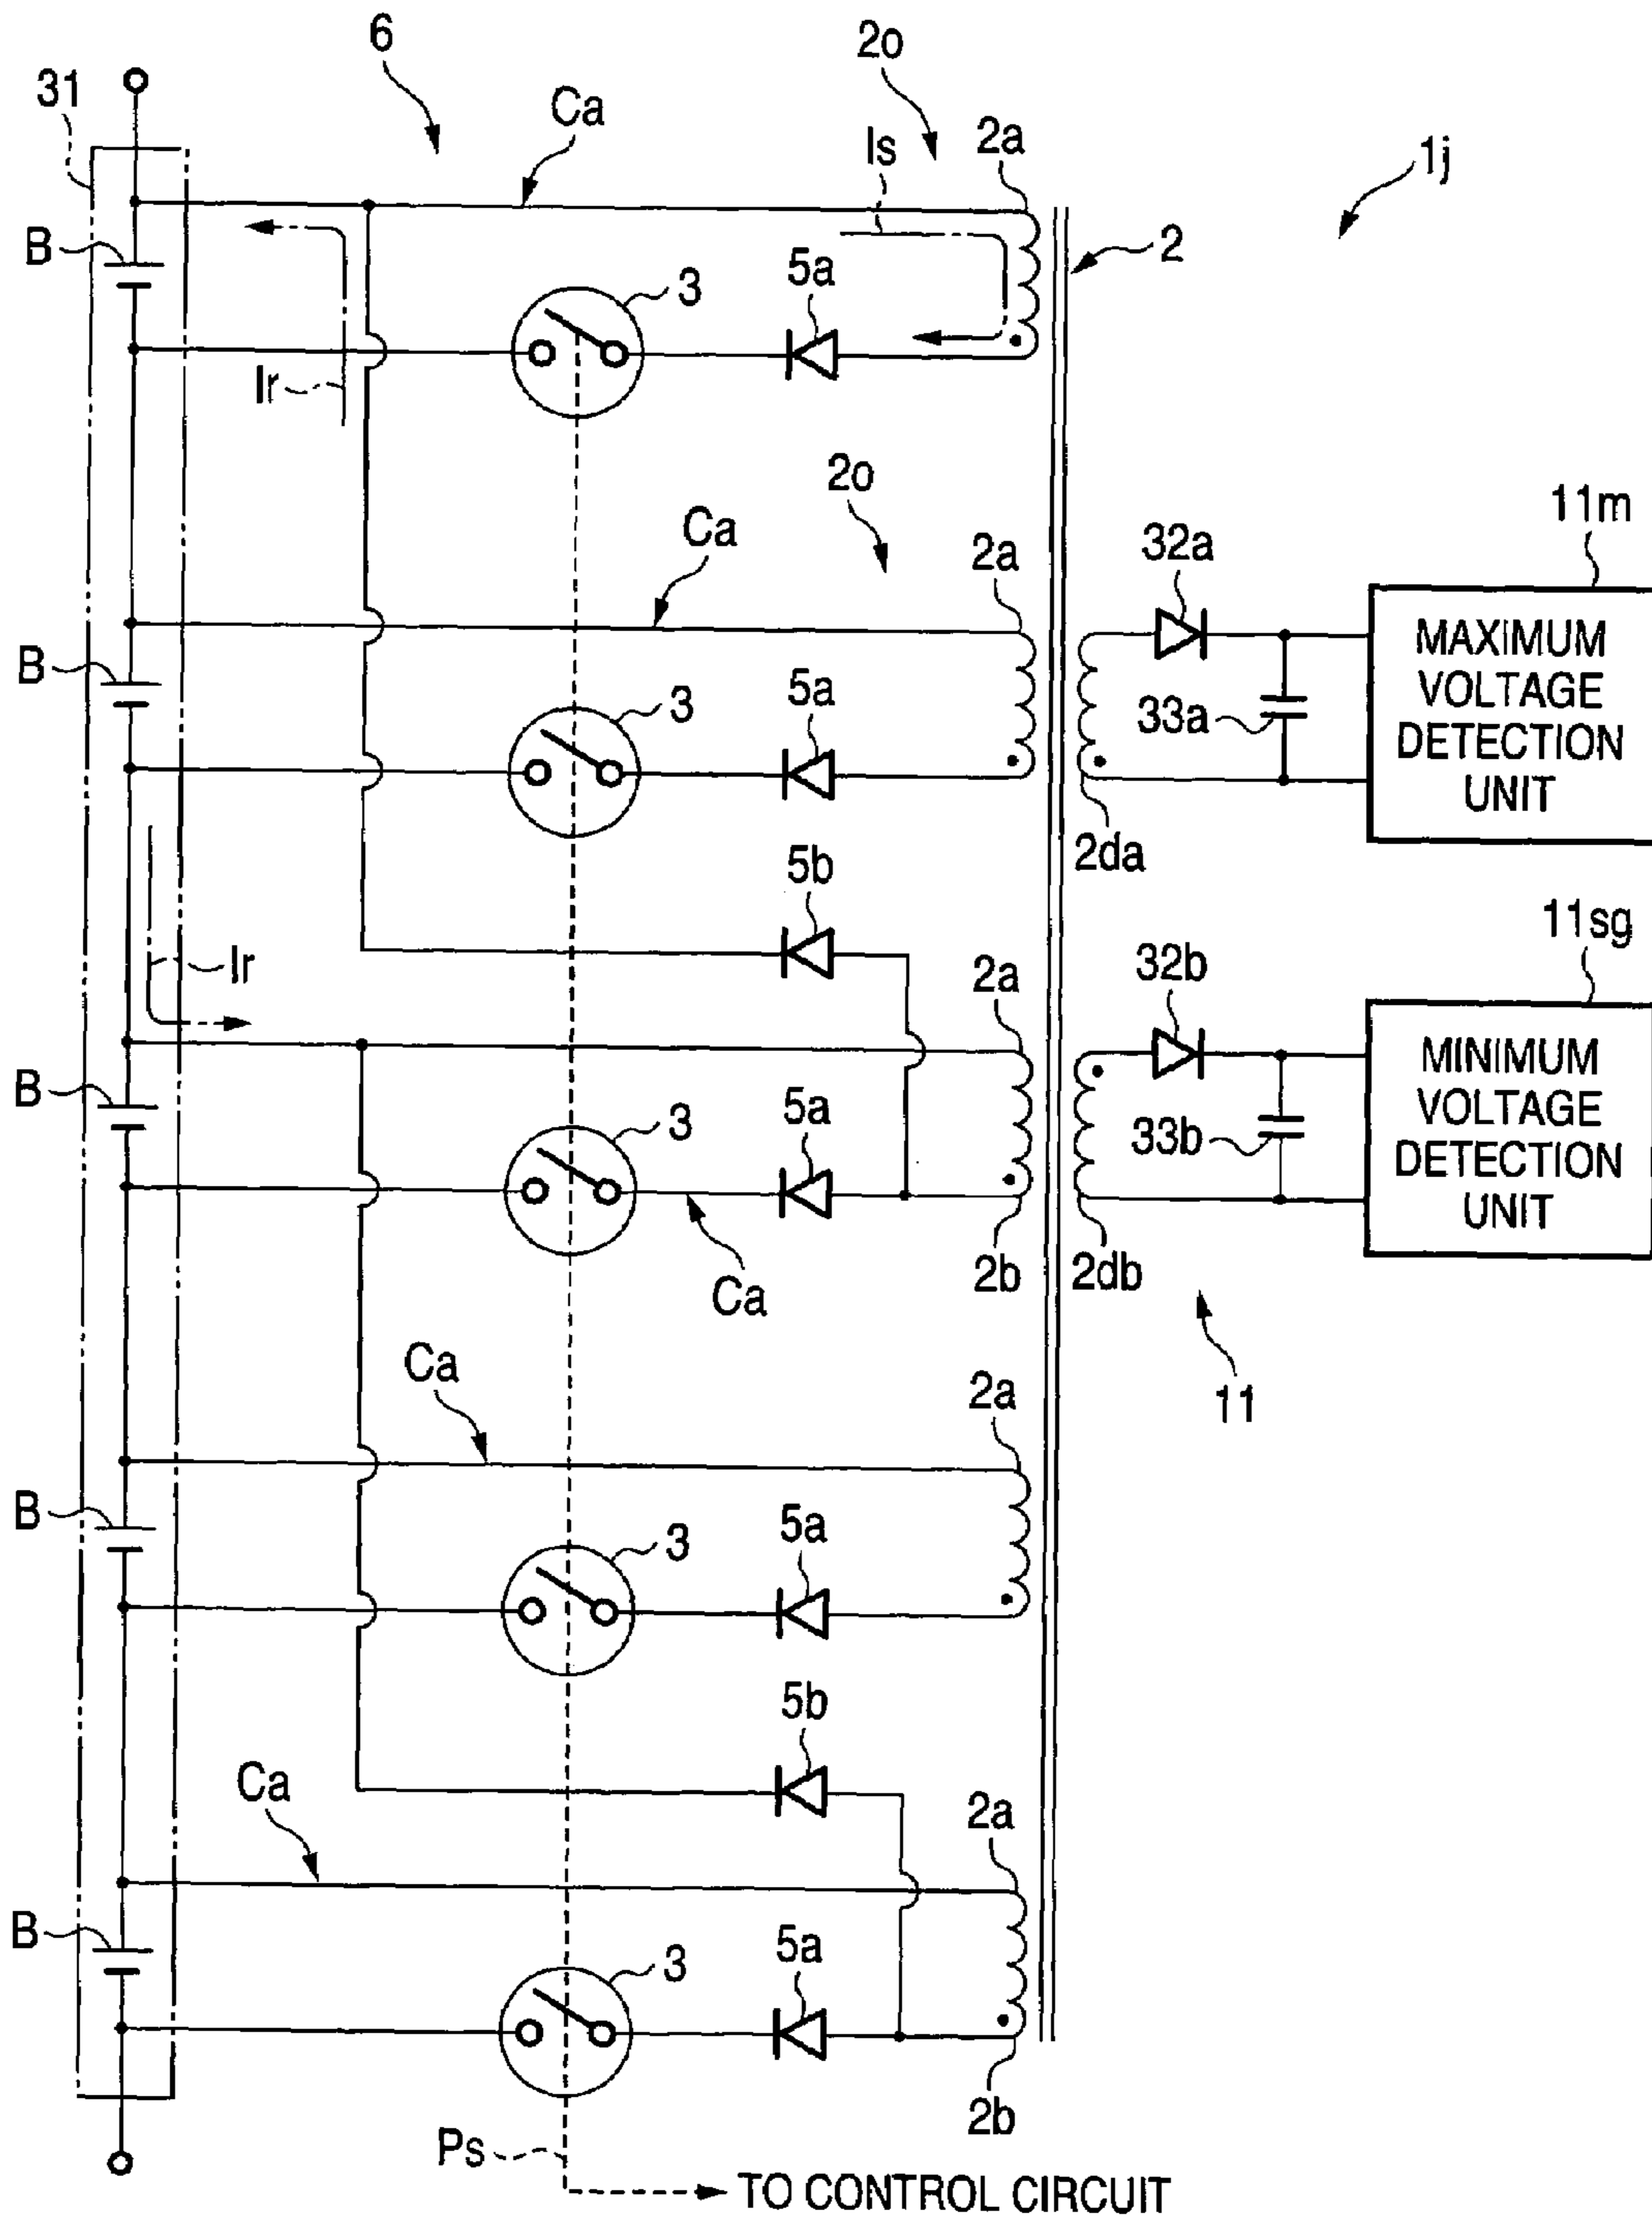 6
2o
31
Ca
2a
Is
1j
B
5a
2
3
Ir
2o
11m
Ca
32a
2a
MAXIMUM
VOLTAGE
DETECTION
UNIT
B
3
5a
33a
2da
5b
11sg
Ir
2a
32b
MINIMUM
VOLTAGE
DETECTION
UNIT
B
3
5a
33b
2b
2db
Ca
Ca
2a
11
B
3
5a
5b
Ca
2a
B
3
5a
2b
Ps
TO CONTROL CIRCUIT